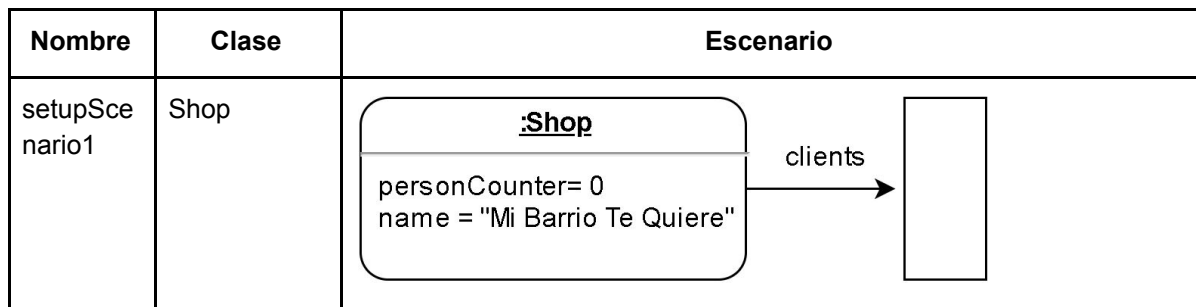 Nombre Clase Escenario
setupSce
nario1
Shop
:Shop
clients
personCounter= 0
name = "Mi Barrio Te Quiere"